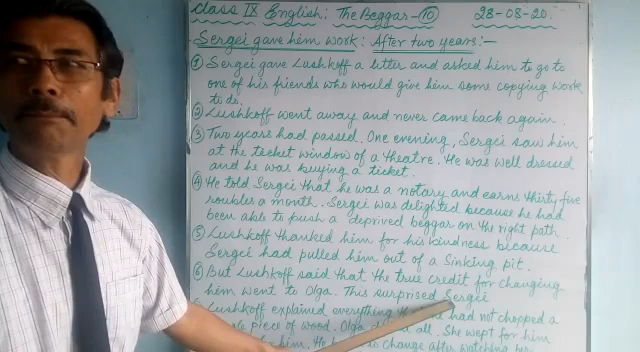 Class IX English: The Beggar - 10 28-08-20.
Sergei gave him work: After two years:-
① Sergei gave Lushkoff a litter and asked him to go to
one of his friends who would give him some copying work
to do.
② Lushkoff went away and never came back again.
③ Two years had passed. One evening, Sergei saw him
at the ticket window of a theatre. He was well dressed
and he was buying a ticket.
④ He told Sergei that he was a notary and earns thirty five
roubles a month. Sergei was delighted because he had
been able to push a deprived beggar on the right path.
⑤ Lushkoff thanked him for his kindness because
Sergei had pulled him out of a Sinking pit.
⑥ But Lushkoff said that the true credit for changing
him went to Olga. This surprised Sergei
Lushkoff explained everything had not chopped a
piece of wood. Olga all. She wept for him
him. He to change after watching her